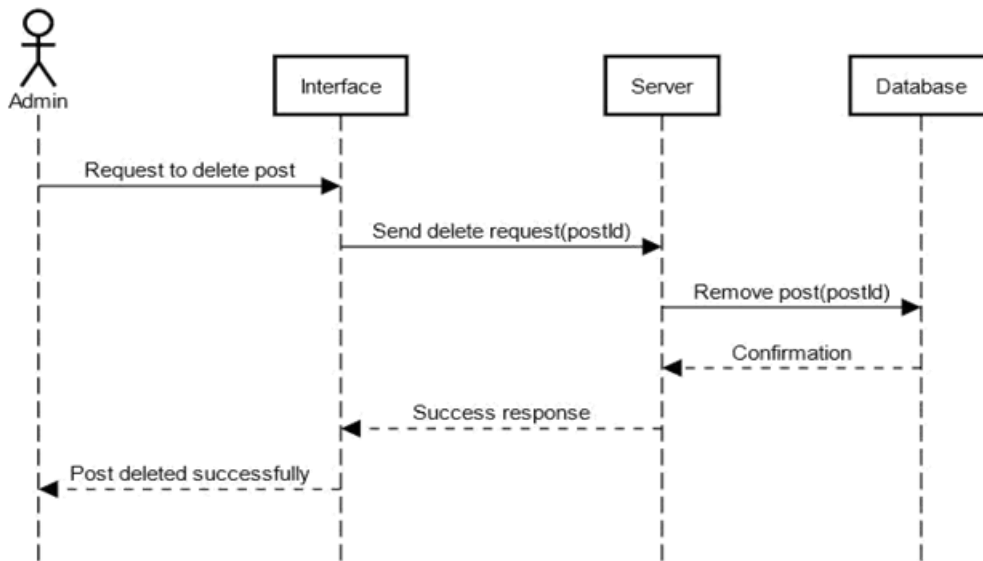 Admin
Interface
Server
Database
Request to delete post
Send delete request(postId)
Remove post(postId)
Confirmation
Success response
Post deleted successfully